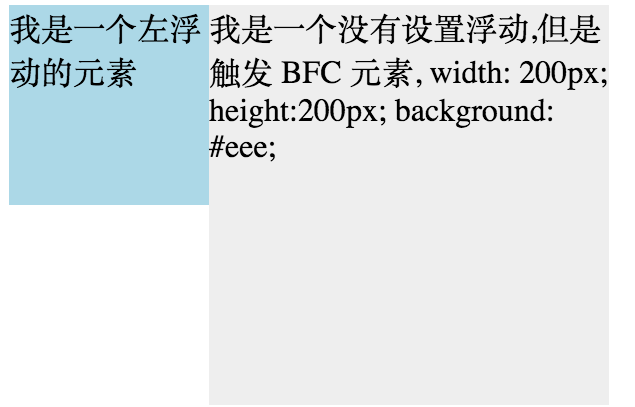 我是一个左浮
动的元素
我是一个没有设置浮动,但是
触发 BFC 元素, width: 200px;
height:200px; background:
#eee;